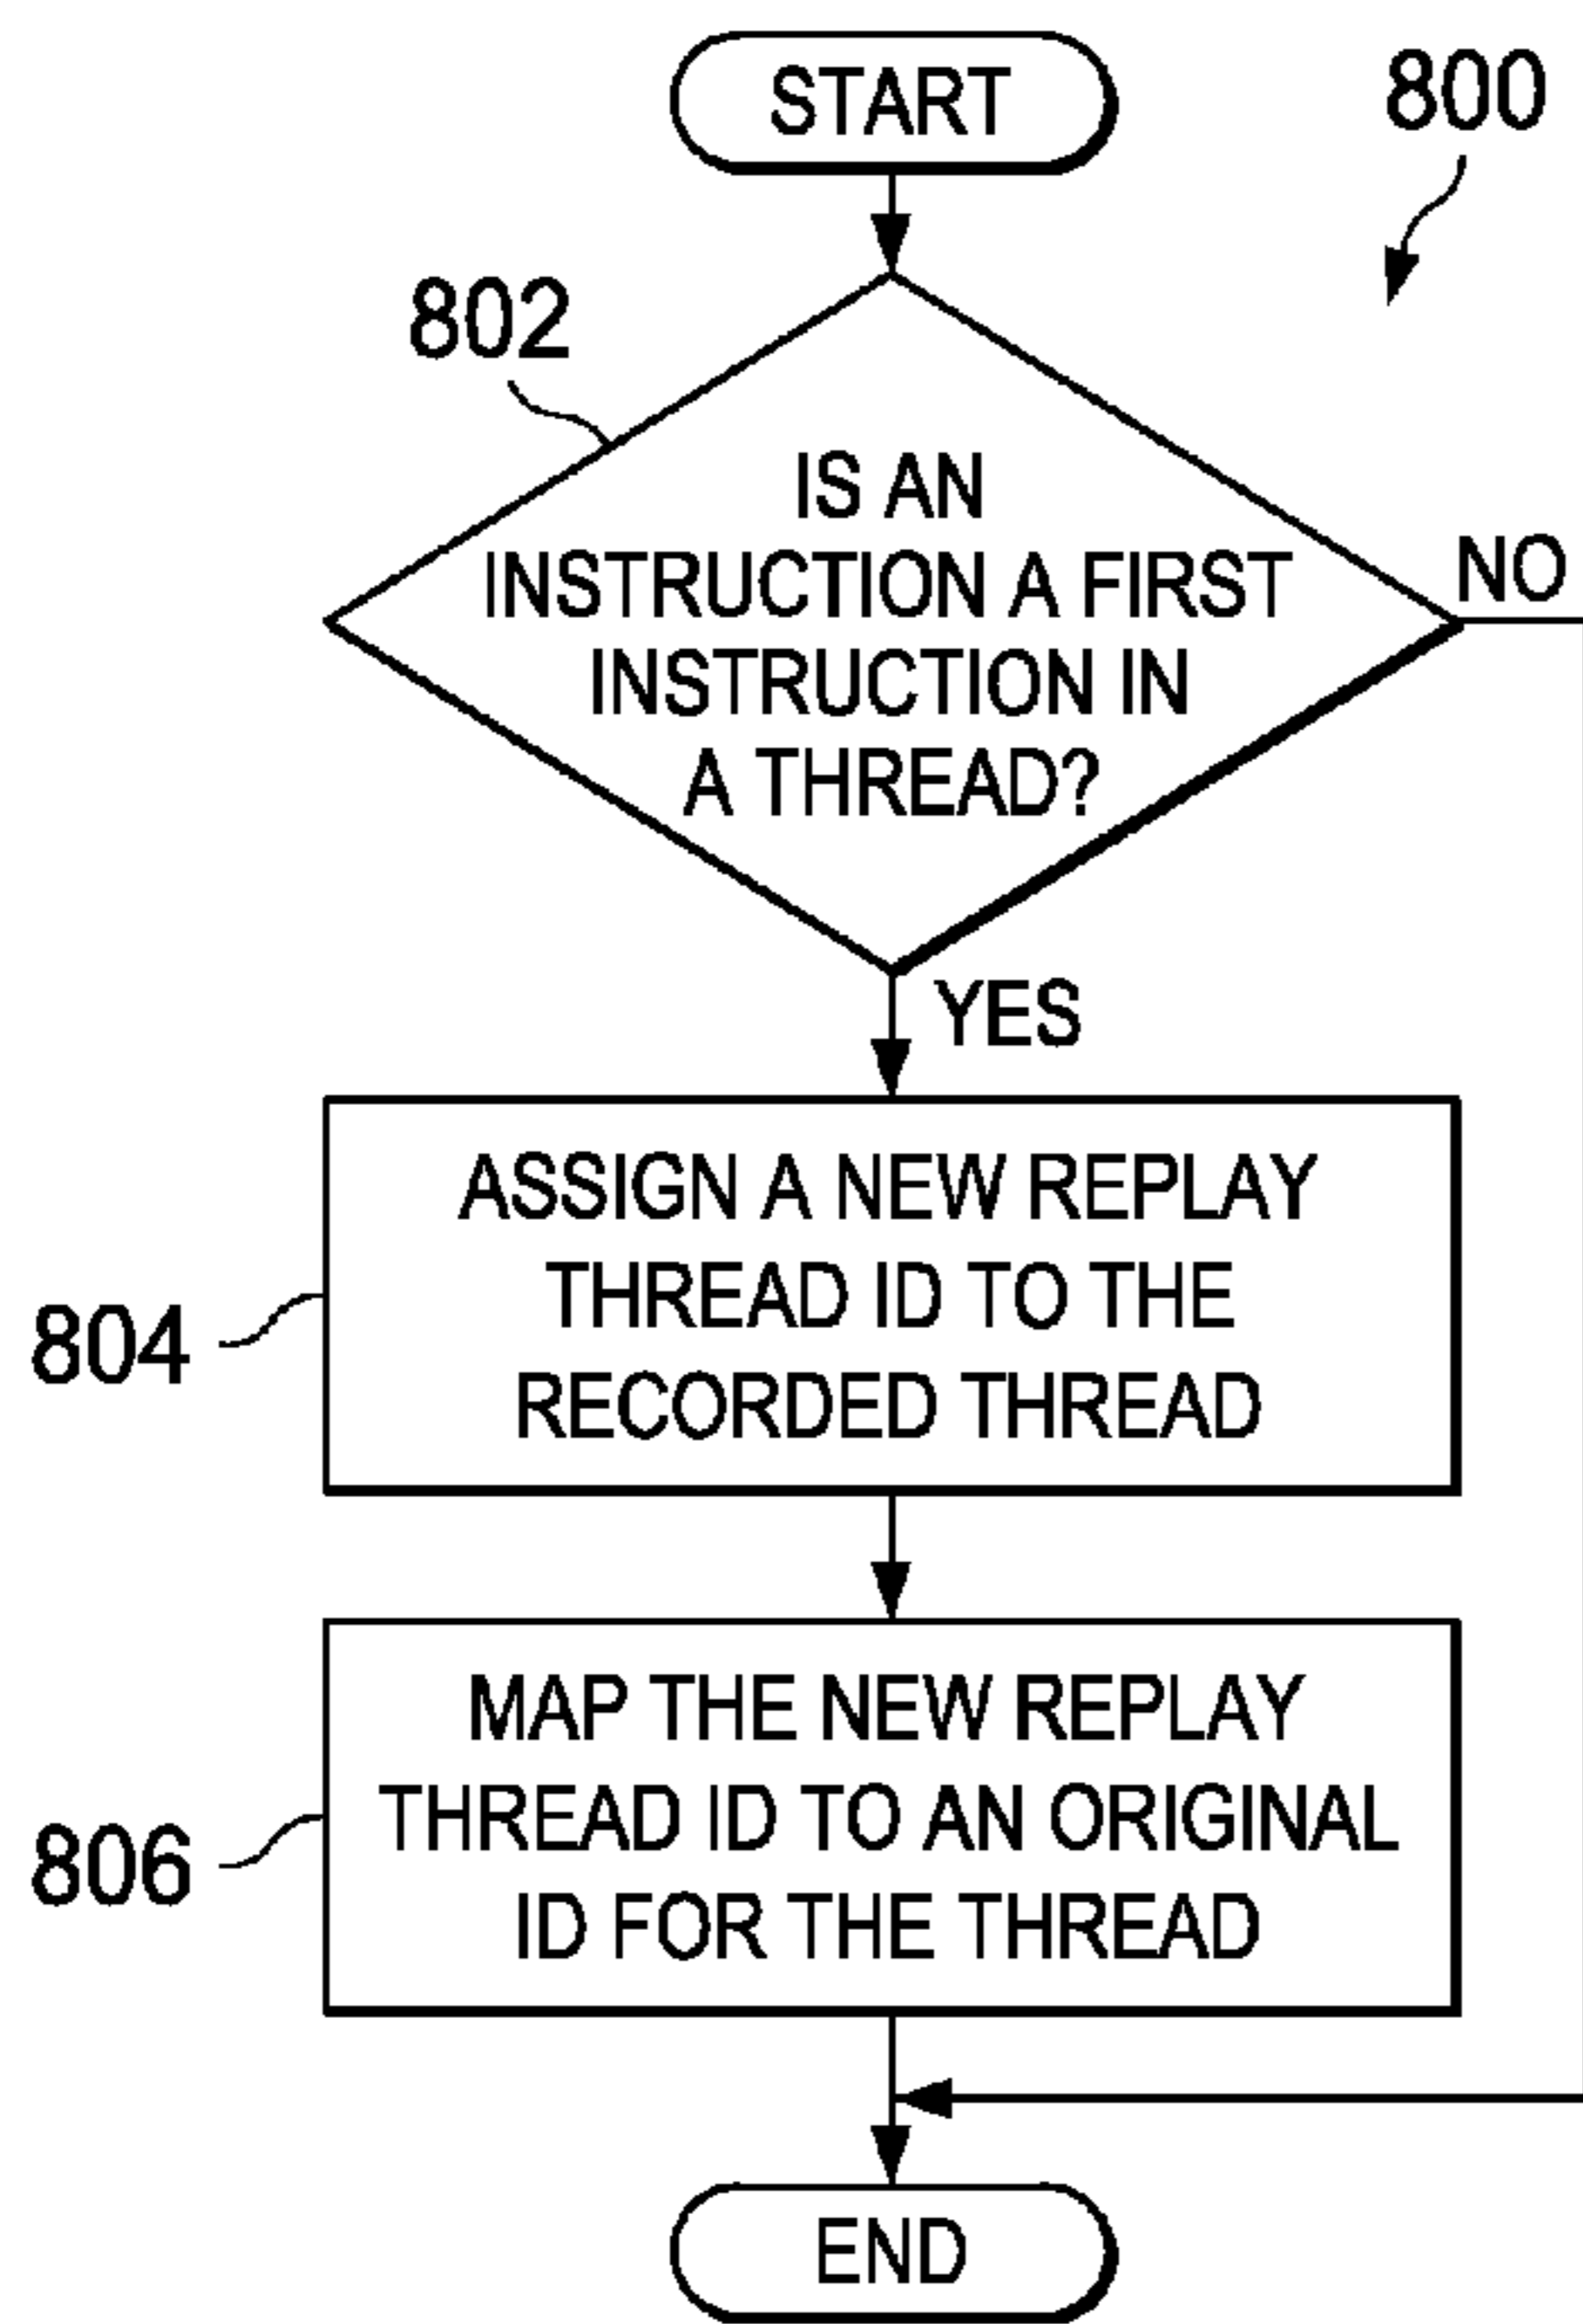 START
800
802
IS AN
INSTRUCTION A FIRST
INSTRUCTION IN
A THREAD?
NO
YES
ASSIGN A NEW REPLAY
THREAD ID TO THE
RECORDED THREAD
804
MAP THE NEW REPLAY
THREAD ID TO AN ORIGINAL
ID FOR THE THREAD
806
END